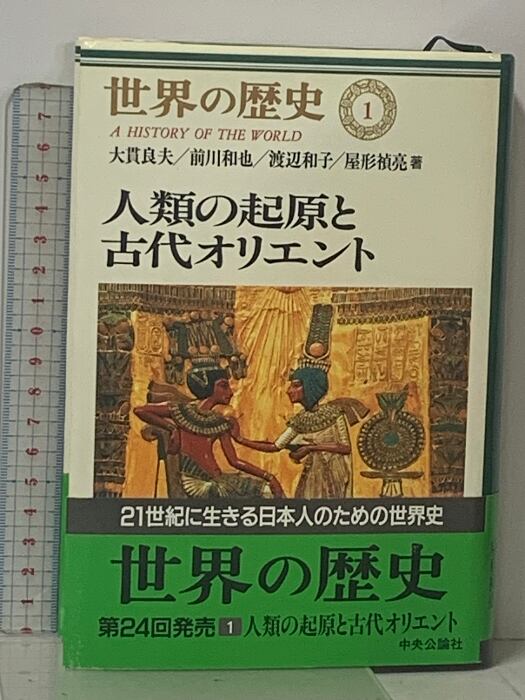 世界の歴史
1
A HISTORY OF THE WORLD
大貫良夫／前川和也／渡辺和子／屋形禎亮 著
人類の起原と
古代オリエント
21世紀に生きる日本人のための世界史
世界の歴史
第24回発売 1 人類の起原と古代オリエント
中央公論社